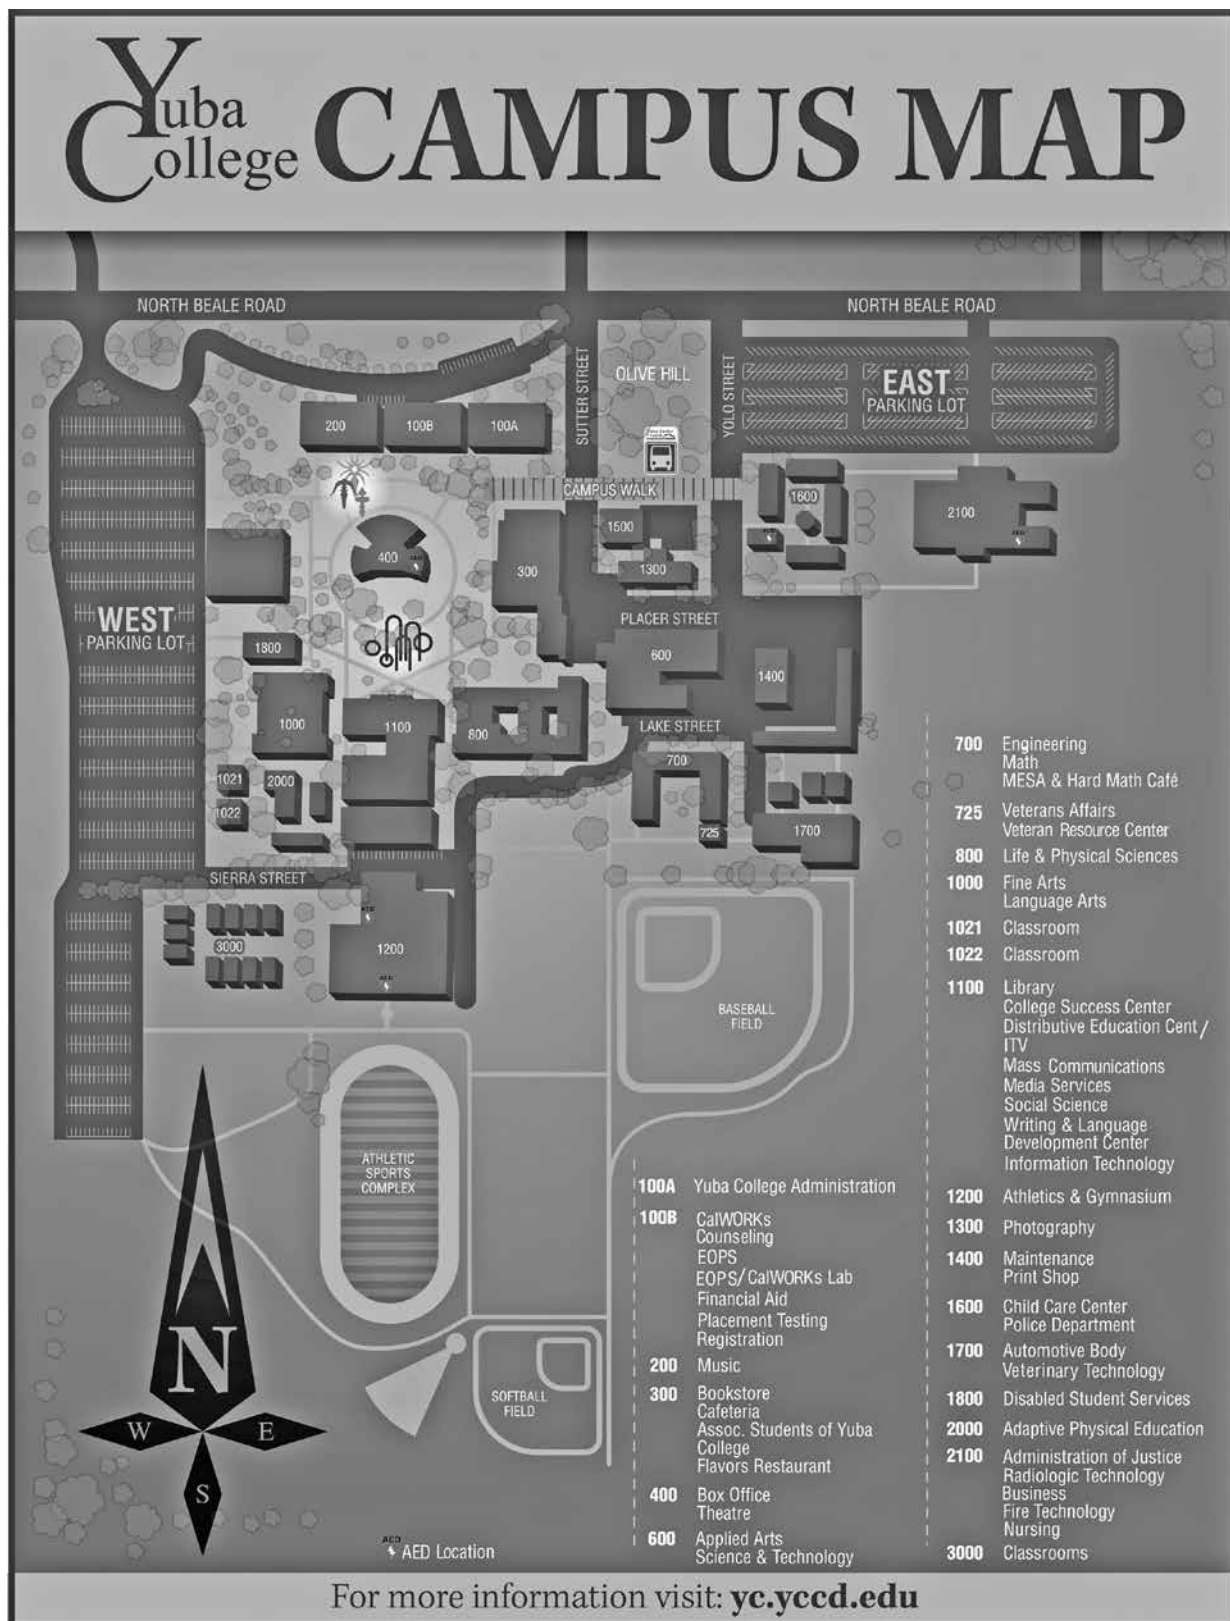 Yuba
College
CAMPUS MAP
NORTH BEALE ROAD
NORTH BEALE ROAD
SUTTER STREET
OLIVE HILL
YOLO STREET
EAST
PARKING LOT
200
100B
100A
CAMPUS WALK
1600
2100
AED
AED
1500
400
AED
300
1300
WEST
PARKING LOT
PLACER STREET
1800
600
1400
1000
1100
800
LAKE STREET
700
1021
2000
1022
725
1700
SIERRA STREET
AED
3000
1200
AED
BASEBALL
FIELD
ATHLETIC
SPORTS
COMPLEX
SOFTBALL
FIELD
N
W
E
S
AED
AED Location
100A Yuba College Administration
100B CalWORKs
Counseling
EOPS
EOPS/CalWORKs Lab
Financial Aid
Placement Testing
Registration
200 Music
300 Bookstore
Cafeteria
Assoc. Students of Yuba
College
Flavors Restaurant
400 Box Office
Theatre
600 Applied Arts
Science & Technology
700 Engineering
Math
MESA & Hard Math Café
725 Veterans Affairs
Veteran Resource Center
800 Life & Physical Sciences
1000 Fine Arts
Language Arts
1021 Classroom
1022 Classroom
1100 Library
College Success Center
Distributive Education Cent/
ITV
Mass Communications
Media Services
Social Science
Writing & Language
Development Center
Information Technology
1200 Athletics & Gymnasium
1300 Photography
1400 Maintenance
Print Shop
1600 Child Care Center
Police Department
1700 Automotive Body
Veterinary Technology
1800 Disabled Student Services
2000 Adaptive Physical Education
2100 Administration of Justice
Radiologic Technology
Business
Fire Technology
Nursing
3000 Classrooms
For more information visit: yc.yccd.edu